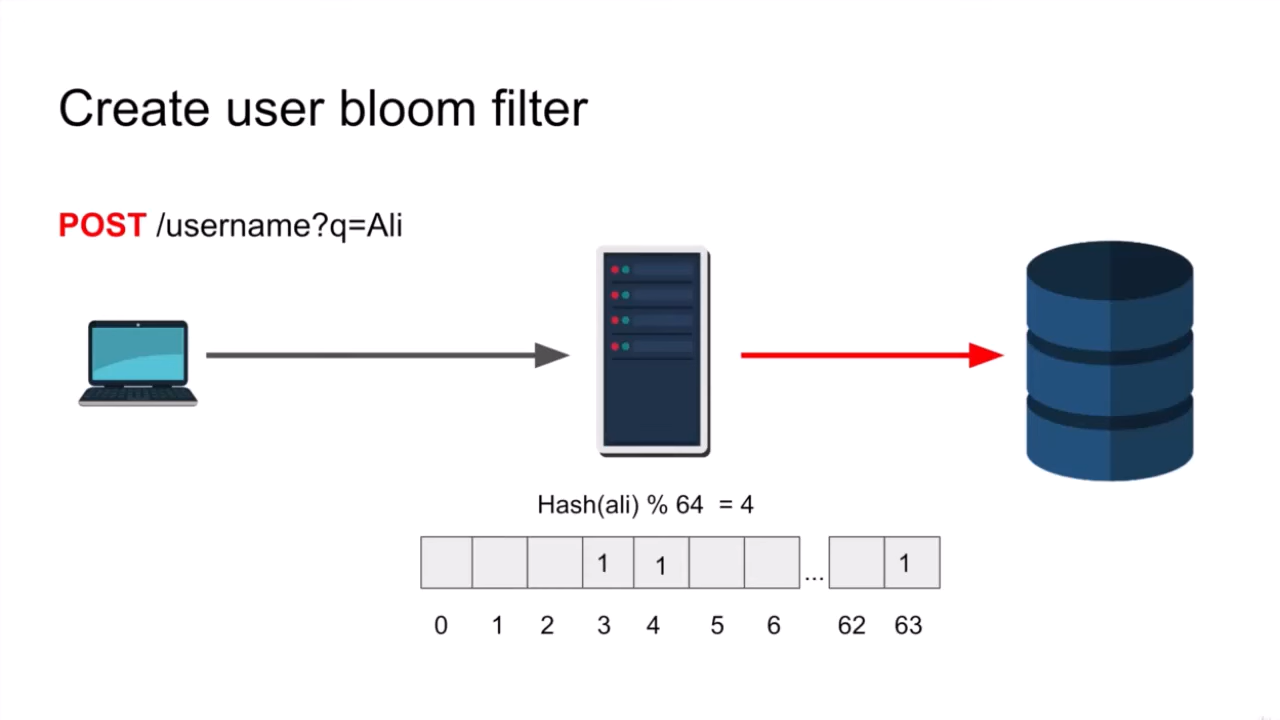 Create user bloom filter
POST /username?q=Ali
Hash(ali) % 64 = 4
1 1 ... 1
0 1 2 3 4 5 6 62 63